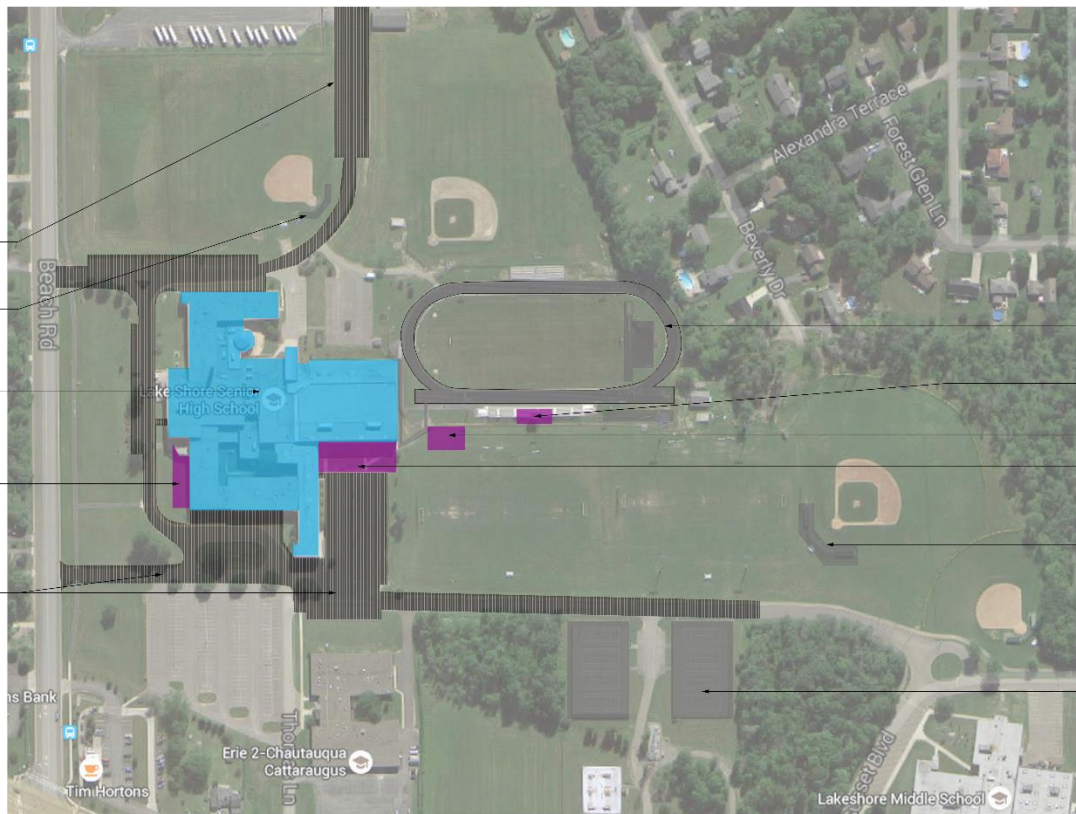 Alexandra Terrace
Forest Glen Ln
Beverly Dr
Beach Rd
Lake Shore Senior
High School
ns Bank
Erie 2-Chautauqua
Cattaraugus
Tim Hortons
Lakeshore Middle School